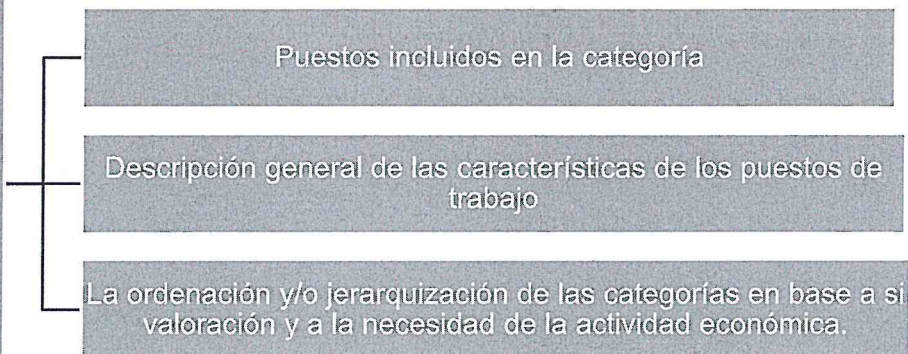 Puestos incluidos en la categoría
Descripción general de las características de los puestos de
trabajo
La ordenación y/o jerarquización de las categorías en base a si
valoración y a la necesidad de la actividad económica.